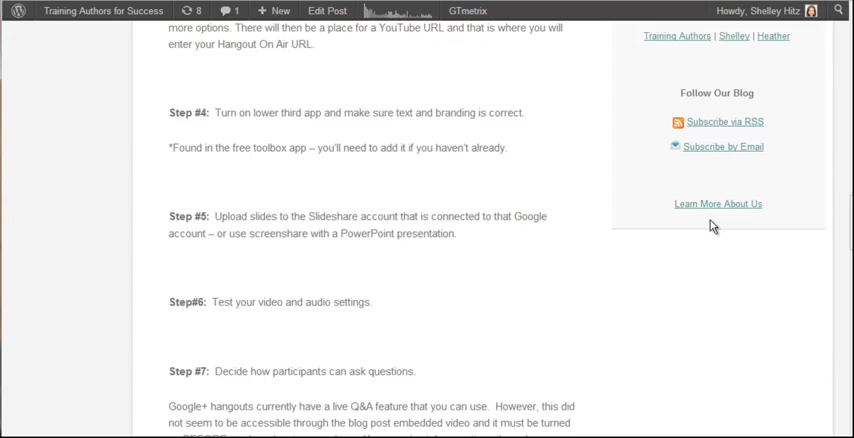 Training Authors for Success 8 1 New Edit Post GTmetrix Howdy, Shelley Hitz
more options. There will then be a place for a YouTube URL and that is where you will
enter your Hangout On Air URL.
Step #4: Turn on lower third app and make sure text and branding is correct.
*Found in the free toolbox app – you'll need to add it if you haven't already.
Step #5: Upload slides to the Slideshare account that is connected to that Google
account – or use screenshare with a PowerPoint presentation.
Step#6: Test your video and audio settings.
Step #7: Decide how participants can ask questions.
Google+ hangouts currently have a live Q&A feature that you can use. However, this did
not seem to be accessible through the blog post embedded video and it must be turned
Training Authors | Shelley | Heather
Follow Our Blog
Subscribe via RSS
Subscribe by Email
Learn More About Us